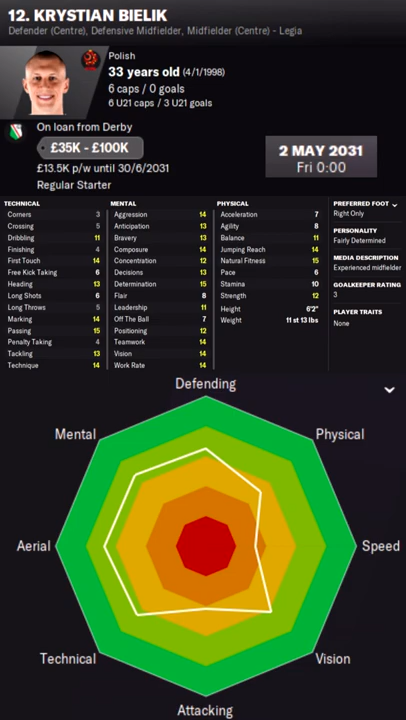 12. KRYSTIAN BIELIK
Defender (Centre), Defensive Midfielder, Midfielder (Centre) - Legia
Polish
33 years old (4/1/1998)
6 caps / 0 goals
6 U21 caps / 3 U21 goals
On loan from Derby
£35K - £100K
£13.5K p/w until 30/6/2031
Regular Starter
2 MAY 2031
Fri 0:00
TECHNICAL
Corners 3
Crossing 5
Dribbling 11
Finishing 4
First Touch 14
Free Kick Taking 6
Heading 13
Long Shots 6
Long Throws 5
Marking 14
Passing 15
Penalty Taking 4
Tackling 13
Technique 14
MENTAL
Aggression 14
Anticipation 13
Bravery 13
Composure 14
Concentration 12
Decisions 13
Determination 15
Flair 8
Leadership 11
Off The Ball 7
Positioning 12
Teamwork 14
Vision 14
Work Rate 14
PHYSICAL
Acceleration 7
Agility 8
Balance 11
Jumping Reach 14
Natural Fitness 15
Pace 6
Stamina 10
Strength 12
Height 6'2"
Weight 11 st 13 lbs
PREFERRED FOOT
Right Only
PERSONALITY
Fairly Determined
MEDIA DESCRIPTION
Experienced midfielder
GOALKEEPER RATING
3
PLAYER TRAITS
None
Defending
Mental
Physical
Aerial
Speed
Technical
Vision
Attacking